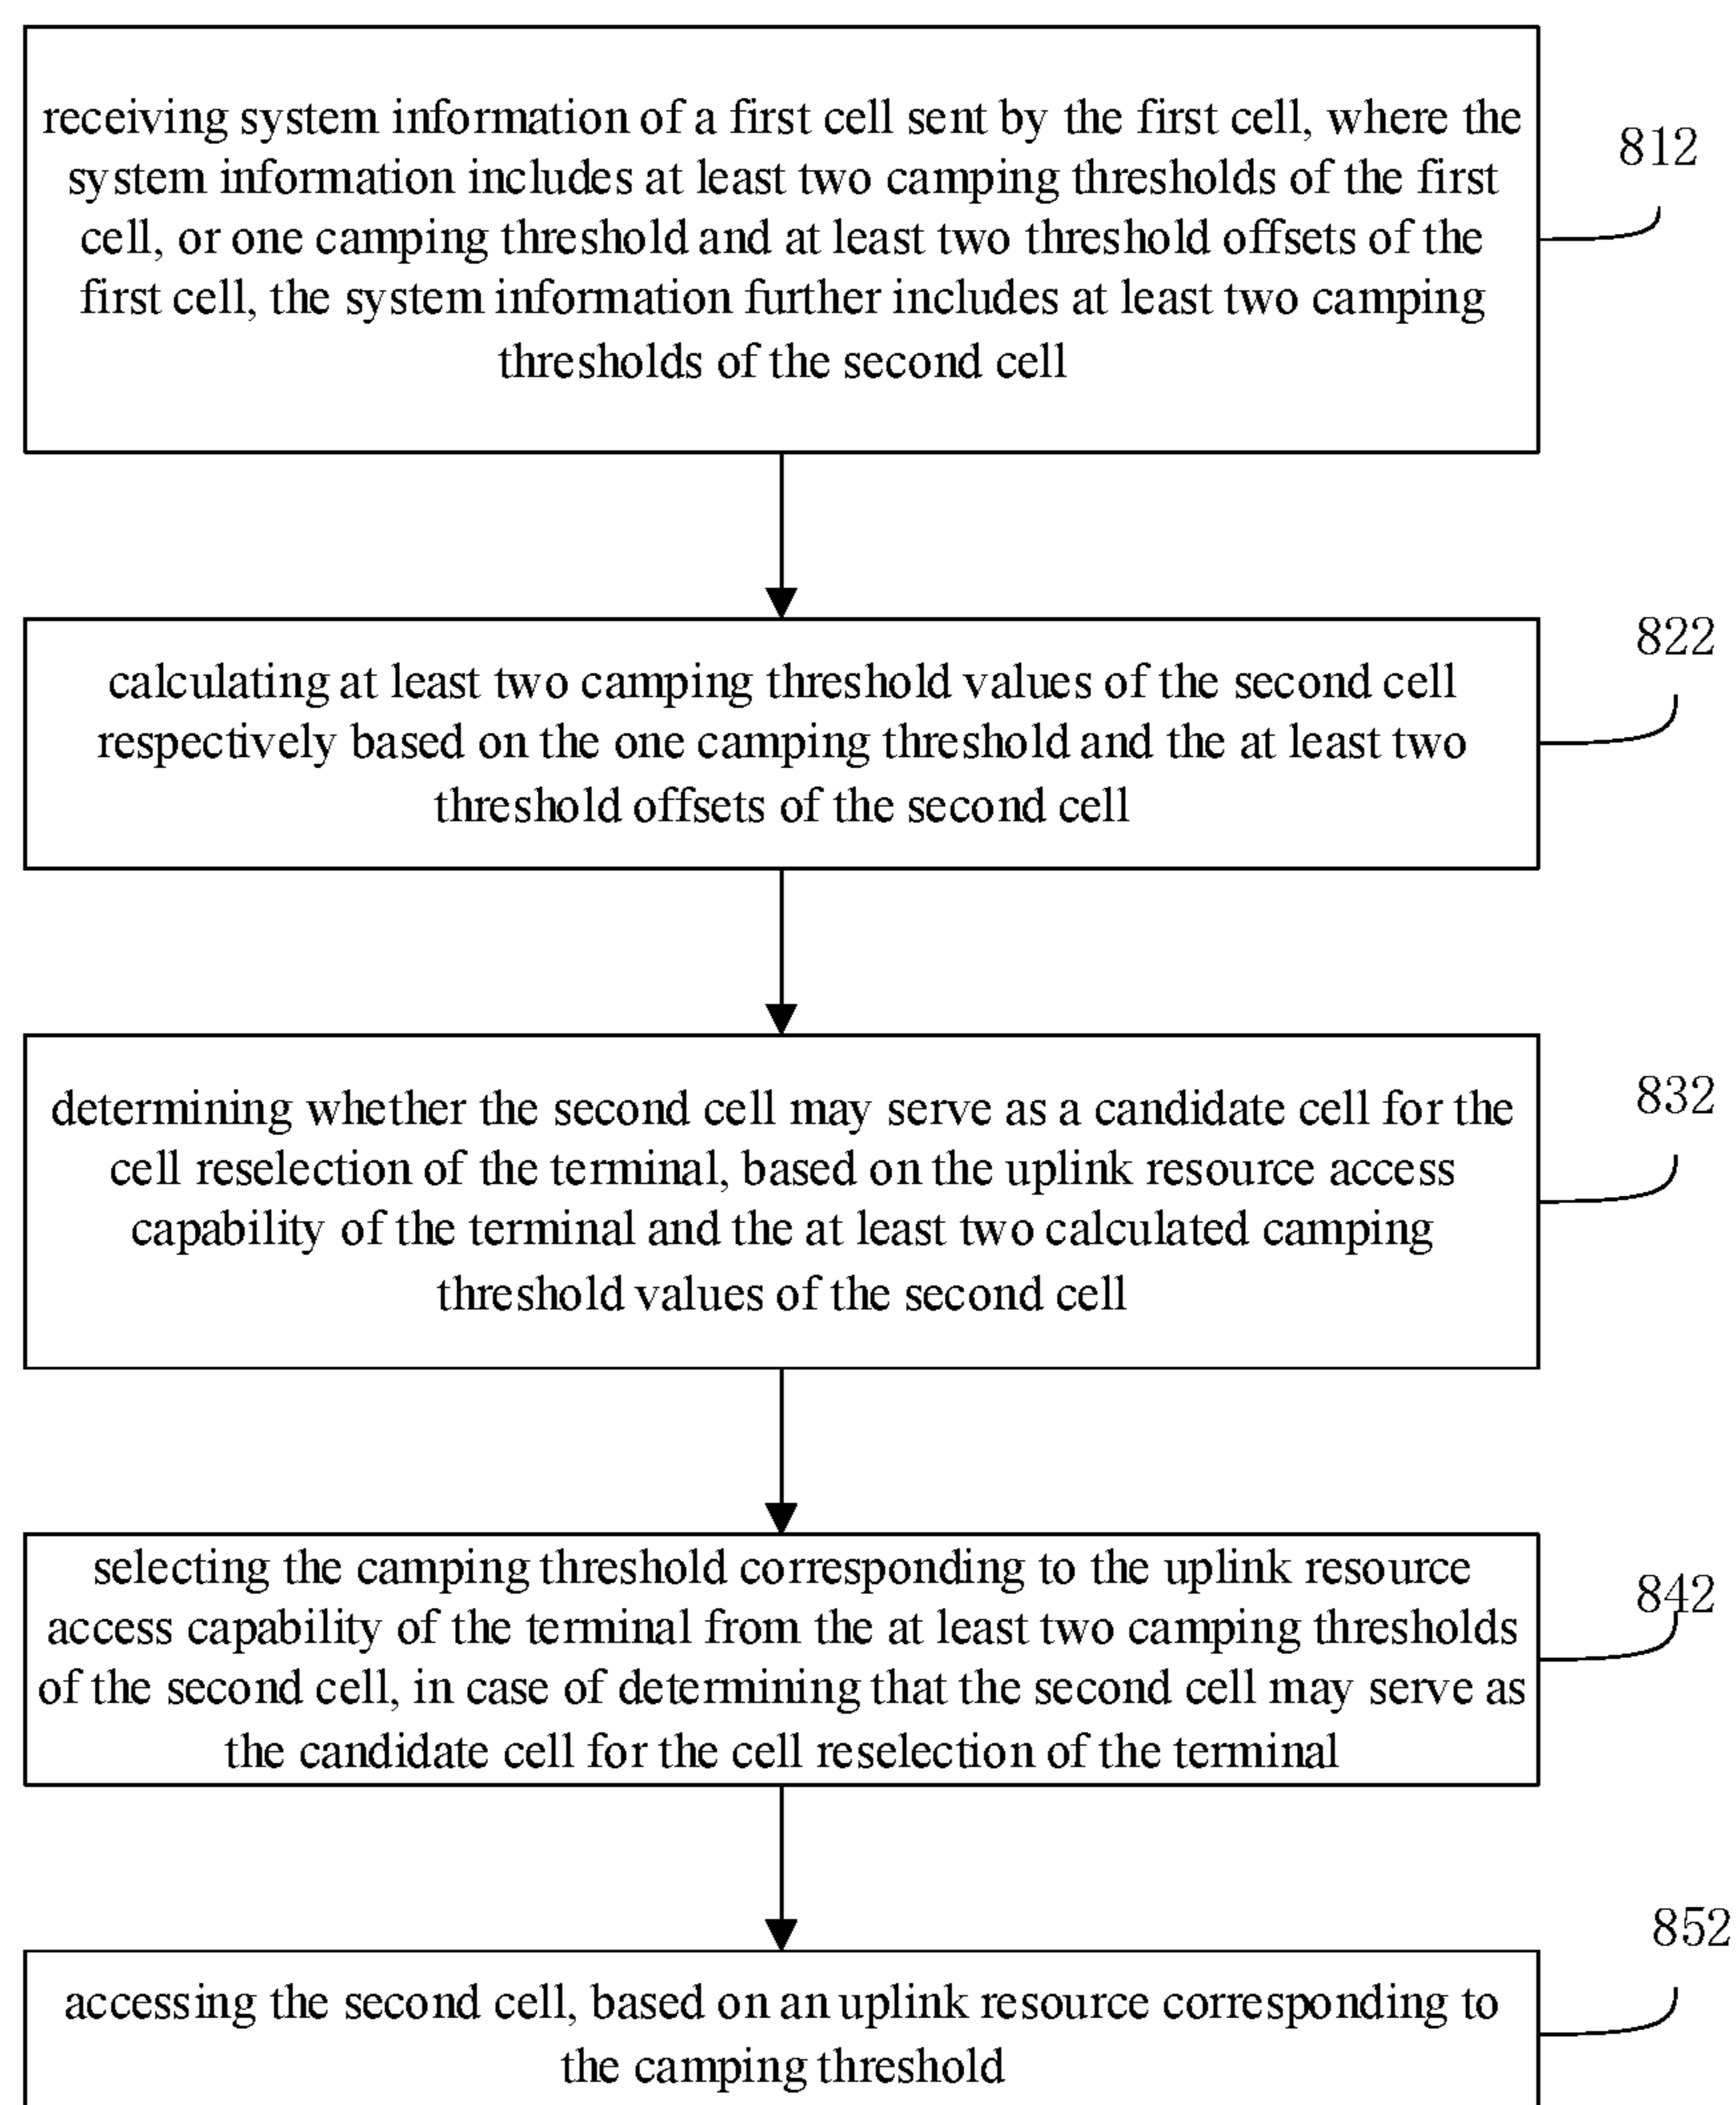 receiving system information of a first cell sent by the first cell, where the
system information includes at least two camping thresholds of the first
cell, or one camping threshold and at least two threshold offsets of the
first cell, the system information further includes at least two camping
thresholds of the second cell
812
calculating at least two camping threshold values of the second cell
respectively based on the one camping threshold and the at least two
threshold offsets of the second cell
822
determining whether the second cell may serve as a candidate cell for the
cell reselection of the terminal, based on the uplink resource access
capability of the terminal and the at least two calculated camping
threshold values of the second cell
832
selecting the camping threshold corresponding to the uplink resource
access capability of the terminal from the at least two camping thresholds
of the second cell, in case of determining that the second cell may serve as
the candidate cell for the cell reselection of the terminal
842
accessing the second cell, based on an uplink resource corresponding to
the camping threshold
852